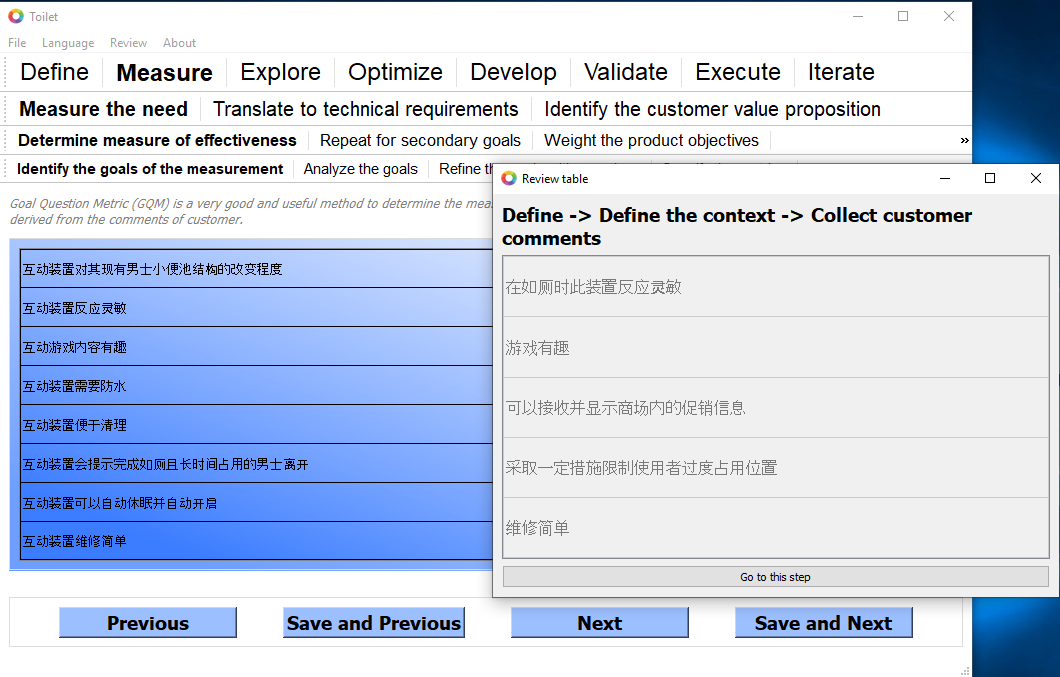 Toilet
File Language Review About
Define Measure Explore Optimize Develop Validate Execute Iterate
Measure the need Translate to technical requirements Identify the customer value proposition
Determine measure of effectiveness Repeat for secondary goals Weight the product objectives »
Identify the goals of the measurement Analyze the goals Refine
Goal Question Metric (GQM) is a very good and useful method to determine the
derived from the comments of customer.
互动装置对其现有男士小便池结构的改变程度
互动装置反应灵敏
互动游戏内容有趣
互动装置需要防水
互动装置便于清理
互动装置会提示完成如厕且长时间占用的男士离开
互动装置可以自动休眠并自动开启
互动装置维修简单
Previous Save and Previous Next Save and Next
Review table
Define -> Define the context -> Collect customer
comments
在如厕时此装置反应灵敏
游戏有趣
可以接收并显示商场内的促销信息
采取一定措施限制使用者过度占用位置
维修简单
Go to this step